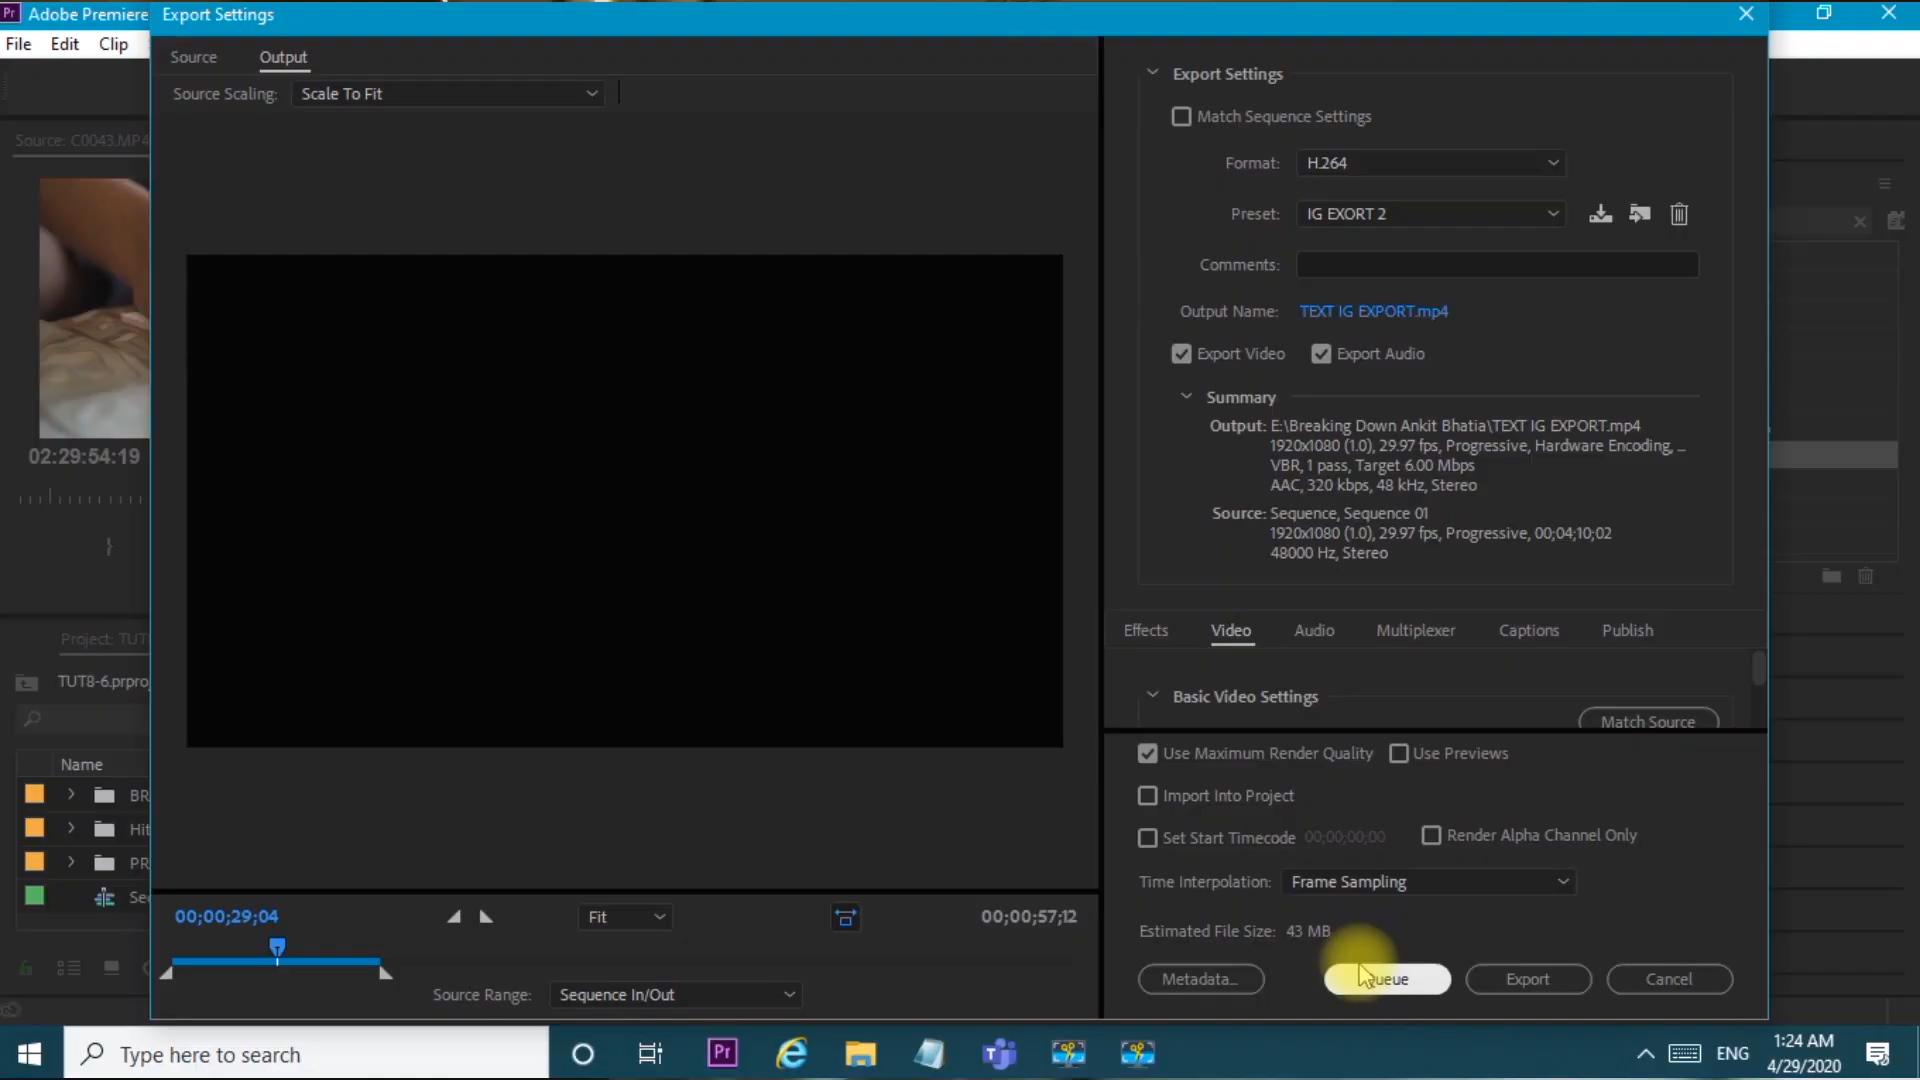 Pr Adobe Premiere
Export Settings
File Edit Clip
Source Output
Source Scaling: Scale To Fit
Export Settings
Match Sequence Settings
Source: C0043.MP4
Format: H.264
Preset: IG EXORT 2
Comments:
Output Name: TEXT IG EXPORT.mp4
Export Video Export Audio
Summary
Output: E:\Breaking Down Ankit Bhatia\TEXT IG EXPORT.mp4
1920x1080 (1.0), 29.97 fps, Progressive, Hardware Encoding, ...
VBR, 1 pass, Target 6.00 Mbps
AAC, 320 kbps, 48 kHz, Stereo
02:29:54:19
Source: Sequence, Sequence 01
1920x1080 (1.0), 29.97 fps, Progressive, 00;04;10;02
48000 Hz, Stereo
Effects Video Audio Multiplexer Captions Publish
Project: TUT
TUT8-6.prproj
Basic Video Settings
Match Source
Use Maximum Render Quality Use Previews
Name
BR
Import Into Project
Hit
Set Start Timecode 00;00;00;00 Render Alpha Channel Only
PR
Time Interpolation: Frame Sampling
Se
00;00;29;04 Fit 00;00;57;12
Estimated File Size: 43 MB
Metadata... Queue Export Cancel
Source Range: Sequence In/Out
Type here to search
Pr
ENG
1:24 AM
4/29/2020